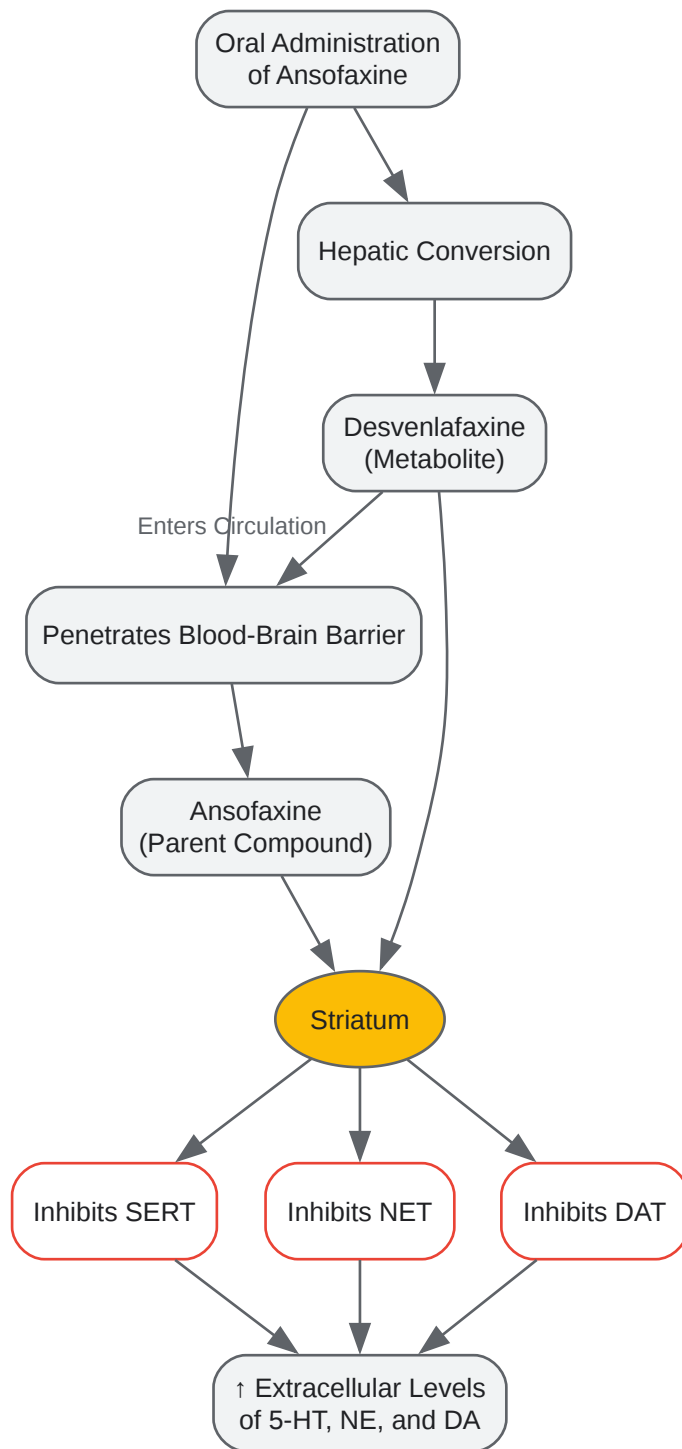 Oral Administration
of Ansofaxine
Hepatic Conversion
Desvenlafaxine
(Metabolite)
Enters Circulation
Penetrates Blood-Brain Barrier
Ansofaxine
(Parent Compound)
Striatum
Inhibits SERT
Inhibits NET
Inhibits DAT
↑ Extracellular Levels
of 5-HT, NE, and DA